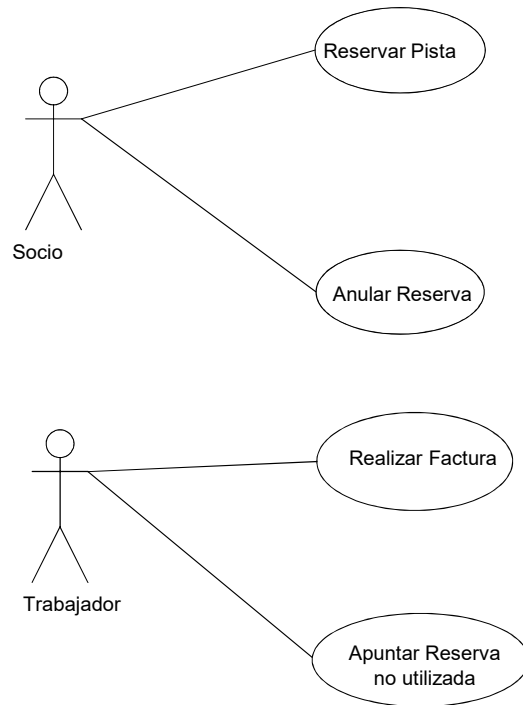 Reservar Pista
Socio
Anular Reserva
Realizar Factura
Trabajador
Apuntar Reserva
no utilizada